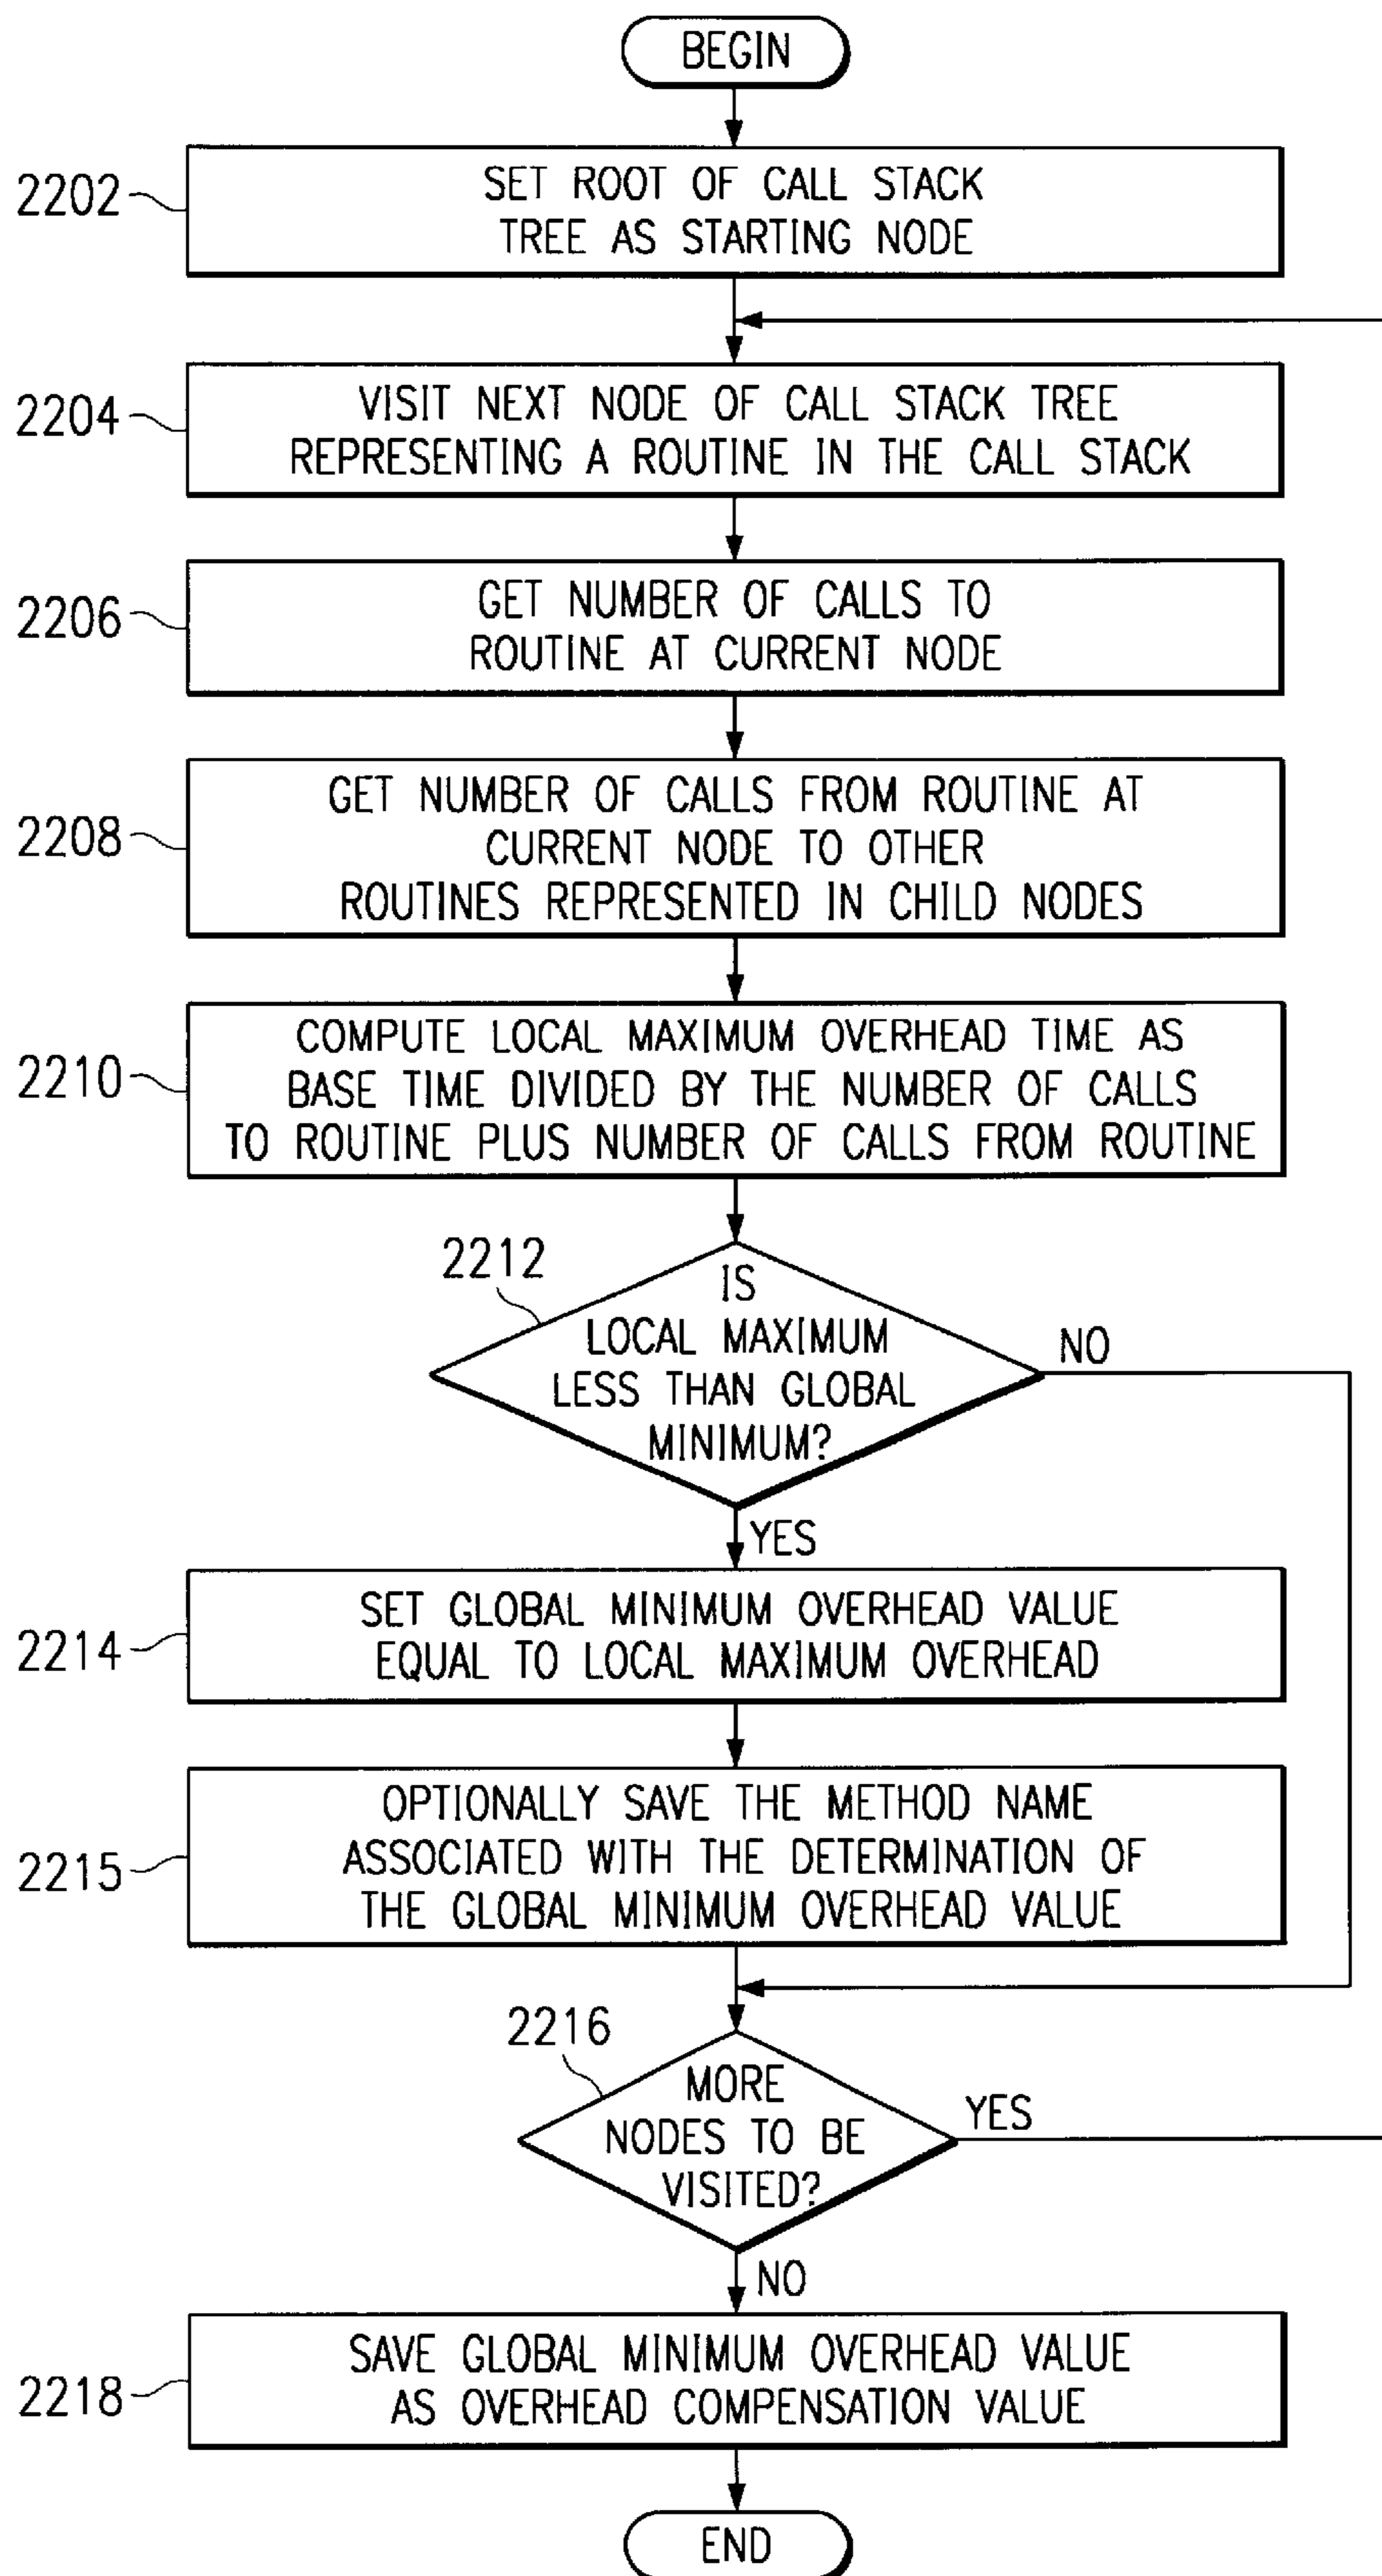 BEGIN
2202
SET ROOT OF CALL STACK
TREE AS STARTING NODE
2204
VISIT NEXT NODE OF CALL STACK TREE
REPRESENTING A ROUTINE IN THE CALL STACK
2206
GET NUMBER OF CALLS TO
ROUTINE AT CURRENT NODE
2208
GET NUMBER OF CALLS FROM ROUTINE AT
CURRENT NODE TO OTHER
ROUTINES REPRESENTED IN CHILD NODES
2210
COMPUTE LOCAL MAXIMUM OVERHEAD TIME AS
BASE TIME DIVIDED BY THE NUMBER OF CALLS
TO ROUTINE PLUS NUMBER OF CALLS FROM ROUTINE
2212
IS
LOCAL MAXIMUM
LESS THAN GLOBAL
MINIMUM?
NO
YES
2214
SET GLOBAL MINIMUM OVERHEAD VALUE
EQUAL TO LOCAL MAXIMUM OVERHEAD
2215
OPTIONALLY SAVE THE METHOD NAME
ASSOCIATED WITH THE DETERMINATION OF
THE GLOBAL MINIMUM OVERHEAD VALUE
2216
MORE
NODES TO BE
VISITED?
YES
NO
2218
SAVE GLOBAL MINIMUM OVERHEAD VALUE
AS OVERHEAD COMPENSATION VALUE
END